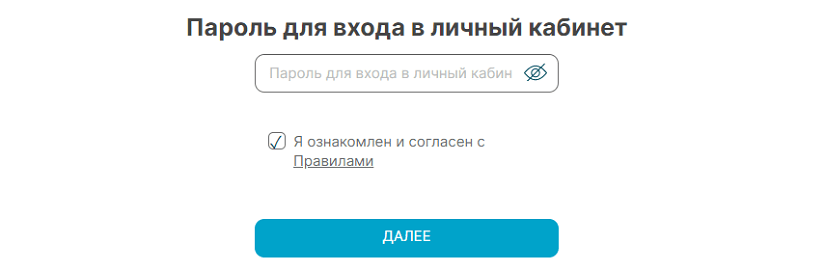 Пароль для входа в личный кабинет
Пароль для входа в личный кабин
Я ознакомлен и согласен с
Правилами
ДАЛЕЕ